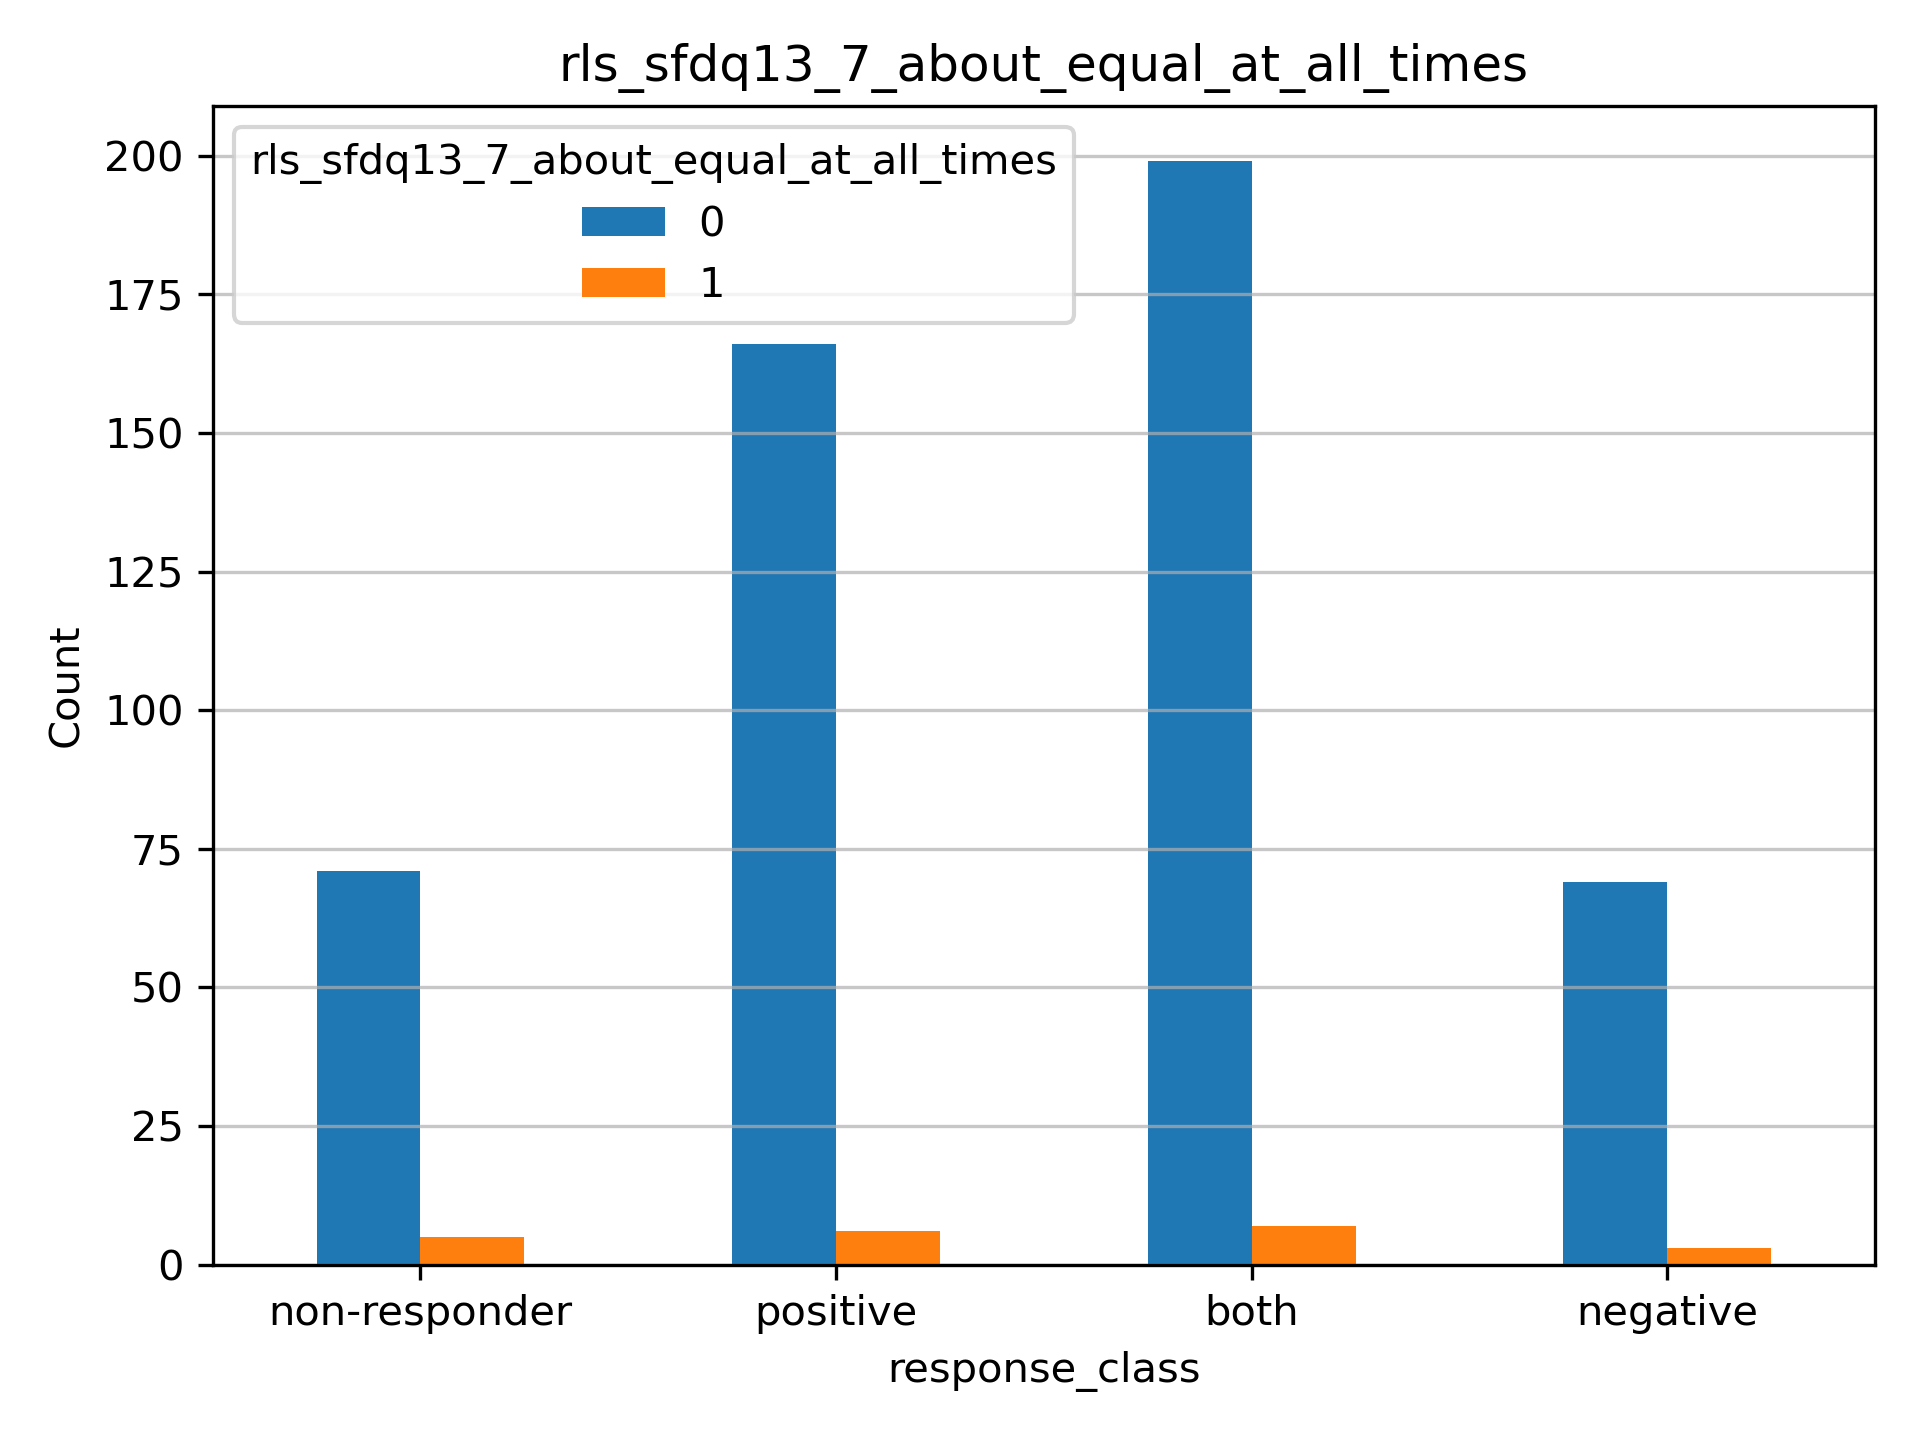 rls_sfdq13_7_about_equal_at_all_times
rls_sfdq13_7_about_equal_at_all_times
0
1
200
175
150
125
100
75
50
25
0
Count
non-responder positive both negative
response_class